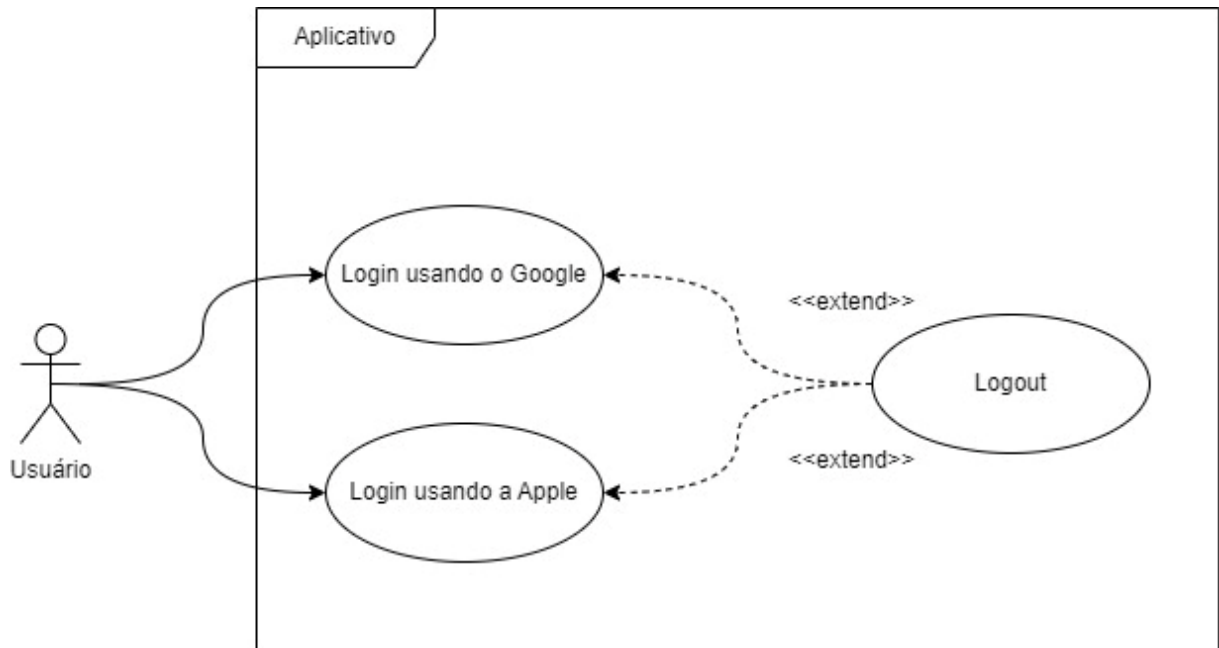 Aplicativo
Login usando o Google
<<extend>>
Logout
Usuário
<<extend>>
Login usando a Apple